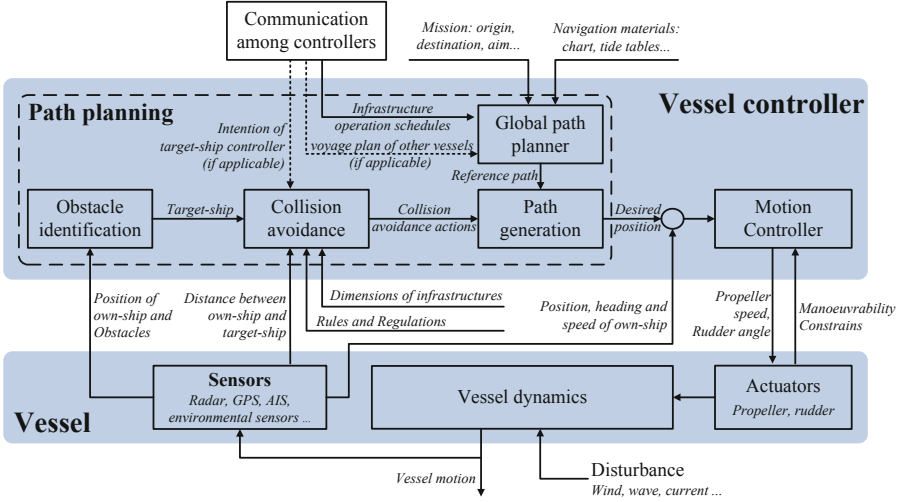 Communication
among controllers
Mission: origin,
destination, aim...
Navigation materials:
chart, tide tables...
Path planning
Vessel controller
Infrastructure
operation schedules
Intention of
target-ship controller
(if applicable)
voyage plan of other vessels
(if applicable)
Global path
planner
Reference path
Obstacle
identification
Target-ship
Collision
avoidance
Collision
avoidance actions
Path
generation
Desired
position
Motion
Controller
Position of
own-ship and
Obstacles
Distance between
own-ship and
target-ship
Dimensions of infrastructures
Rules and Regulations
Position, heading and
speed of own-ship
Propeller
speed,
Rudder angle
Manoeuvrability
Constrains
Vessel
Sensors
Radar, GPS, AIS,
environmental sensors ...
Vessel dynamics
Actuators
Propeller, rudder
Vessel motion
Disturbance
Wind, wave, current ...